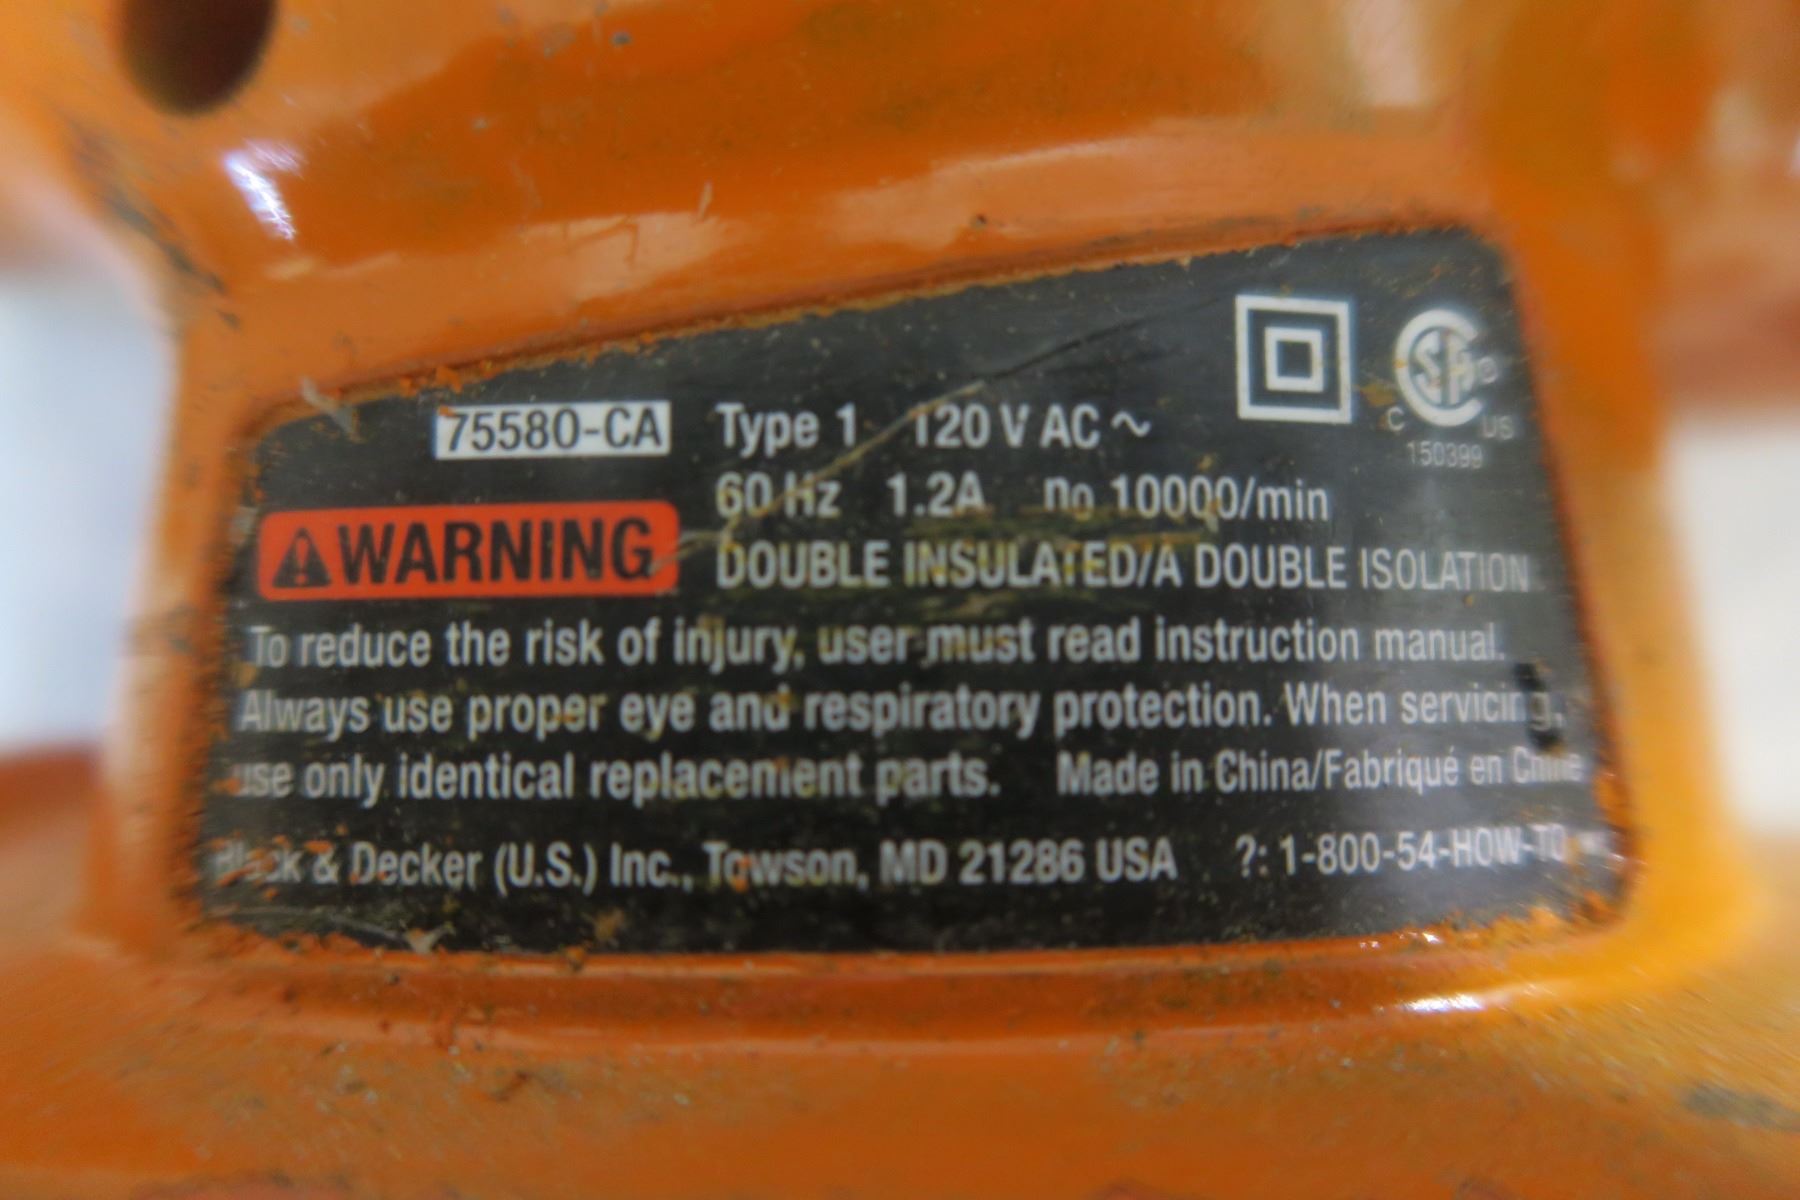 75580-CA Type 1 120 V AC ~
60 Hz 1.2A no 10000/min
WARNING
DOUBLE INSULATED/A DOUBLE ISOLATION
To reduce the risk of injury, user must read instruction manual.
Always use proper eye and respiratory protection. When servicing,
use only identical replacement parts. Made in China/Fabriqué en Chine
Black & Decker (U.S.) Inc., Towson, MD 21286 USA ?: 1-800-54-HOW-TO
CSA®
C US
150399